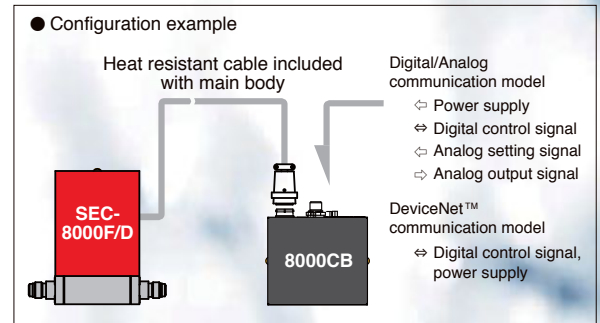 ● Configuration example
Heat resistant cable included
with main body
SEC-
8000F/D
8000CB
Digital/Analog
communication model
⇦ Power supply
⇔ Digital control signal
⇦ Analog setting signal
⇨ Analog output signal
DeviceNet™
communication model
⇔ Digital control signal,
power supply